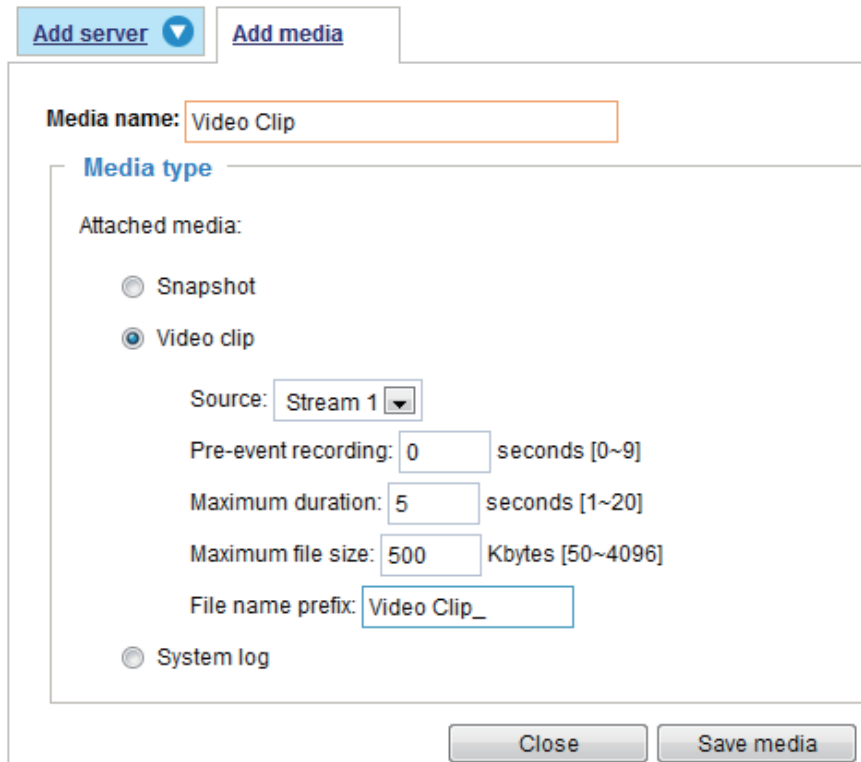 Add server Add media
Media name: Video Clip
Media type
Attached media:
Snapshot
Video clip
Source: Stream 1
Pre-event recording: 0 seconds [0~9]
Maximum duration: 5 seconds [1~20]
Maximum file size: 500 Kbytes [50~4096]
File name prefix: Video Clip_
System log
Close Save media